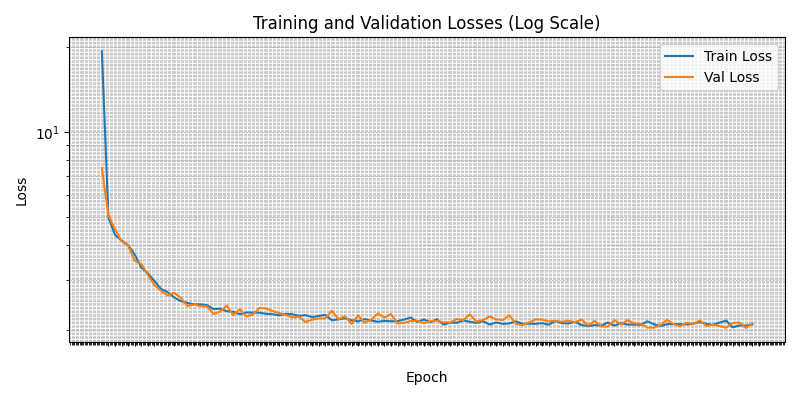 Training and Validation Losses (Log Scale)
Train Loss
Val Loss
10¹
Loss
Epoch